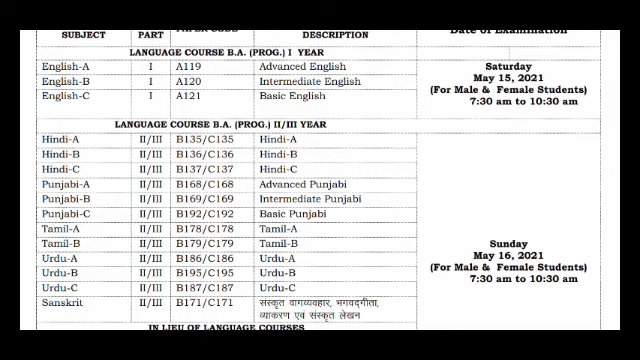 PAPER CODE
Date of Examination
SUBJECT PART DESCRIPTION
LANGUAGE COURSE B.A. (PROG.) I YEAR
English-A I A119 Advanced English
English-B I A120 Intermediate English
English-C I A121 Basic English
Saturday
May 15, 2021
(For Male & Female Students)
7:30 am to 10:30 am
LANGUAGE COURSE B.A. (PROG.) II/III YEAR
Hindi-A II/III B135/C135 Hindi-A
Hindi-B II/III B136/C136 Hindi-B
Hindi-C II/III B137/C137 Hindi-C
Punjabi-A II/III B168/C168 Advanced Punjabi
Punjabi-B II/III B169/C169 Intermediate Punjabi
Punjabi-C II/III B192/C192 Basic Punjabi
Tamil-A II/III B178/C178 Tamil-A
Tamil-B II/III B179/C179 Tamil-B
Urdu-A II/III B186/C186 Urdu-A
Urdu-B II/III B195/C195 Urdu-B
Urdu-C II/III B187/C187 Urdu-C
Sanskrit II/III B171/C171 संस्कृत वागव्यवहार, भगवद्गीता,
व्याकरण एवं संस्कृत लेखन
Sunday
May 16, 2021
(For Male & Female Students)
7:30 am to 10:30 am
IN LIEU OF LANGUAGE COURSES